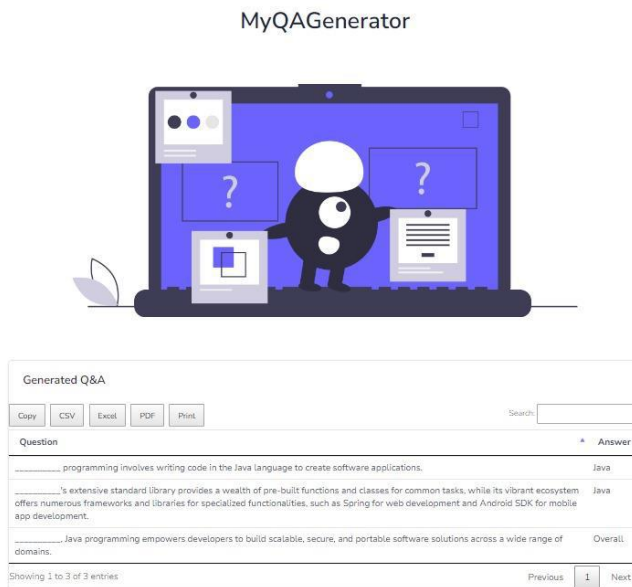 MyQAGenerator
?
?
Generated Q&A
Copy CSV Excel PDF Print Search:
Question Answer
__________ programming involves writing code in the Java language to create software applications. Java
__________'s extensive standard library provides a wealth of pre-built functions and classes for common tasks, while its vibrant ecosystem Java
offers numerous frameworks and libraries for specialized functionalities, such as Spring for web development and Android SDK for mobile
app development.
__________, Java programming empowers developers to build scalable, secure, and portable software solutions across a wide range of Overall
domains.
Showing 1 to 3 of 3 entries Previous 1 Next